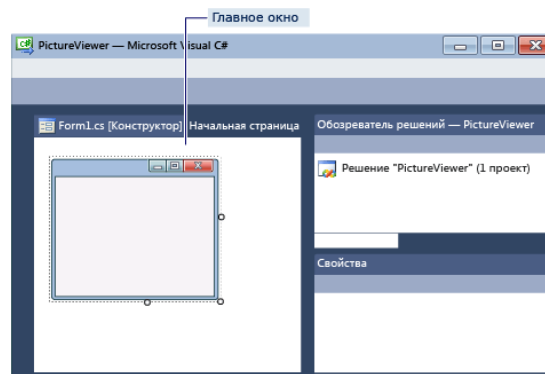 Главное окно
PictureViewer — Microsoft Visual C#
Form1.cs [Конструктор] Начальная страница
Обозреватель решений — PictureViewer
Решение "PictureViewer" (1 проект)
Свойства